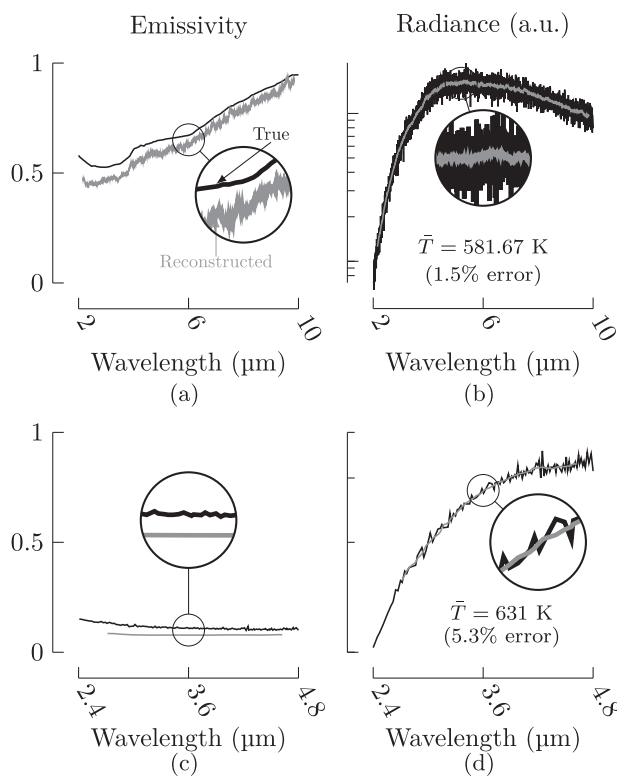 Emissivity
Radiance (a.u.)
1
0.5
0
True
Reconstructed
2
6
10
Wavelength (µm)
(a)
T̄ = 581.67 K
(1.5% error)
2
6
10
Wavelength (µm)
(b)
1
0.5
0
2.4
3.6
4.8
Wavelength (µm)
(c)
T̄ = 631 K
(5.3% error)
2.4
3.6
4.8
Wavelength (µm)
(d)